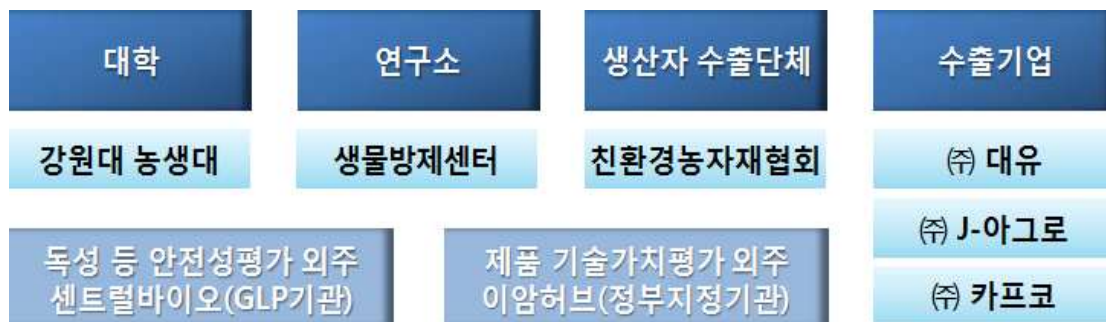 대학
연구소
생산자 수출단체
수출기업
강원대 농생대
생물방제센터
친환경농자재협회
㈜ 대유
㈜ J-아그로
㈜ 카프코
독성 등 안전성평가 외주
센트럴바이오(GLP기관)
제품 기술가치평가 외주
이암허브(정부지정기관)